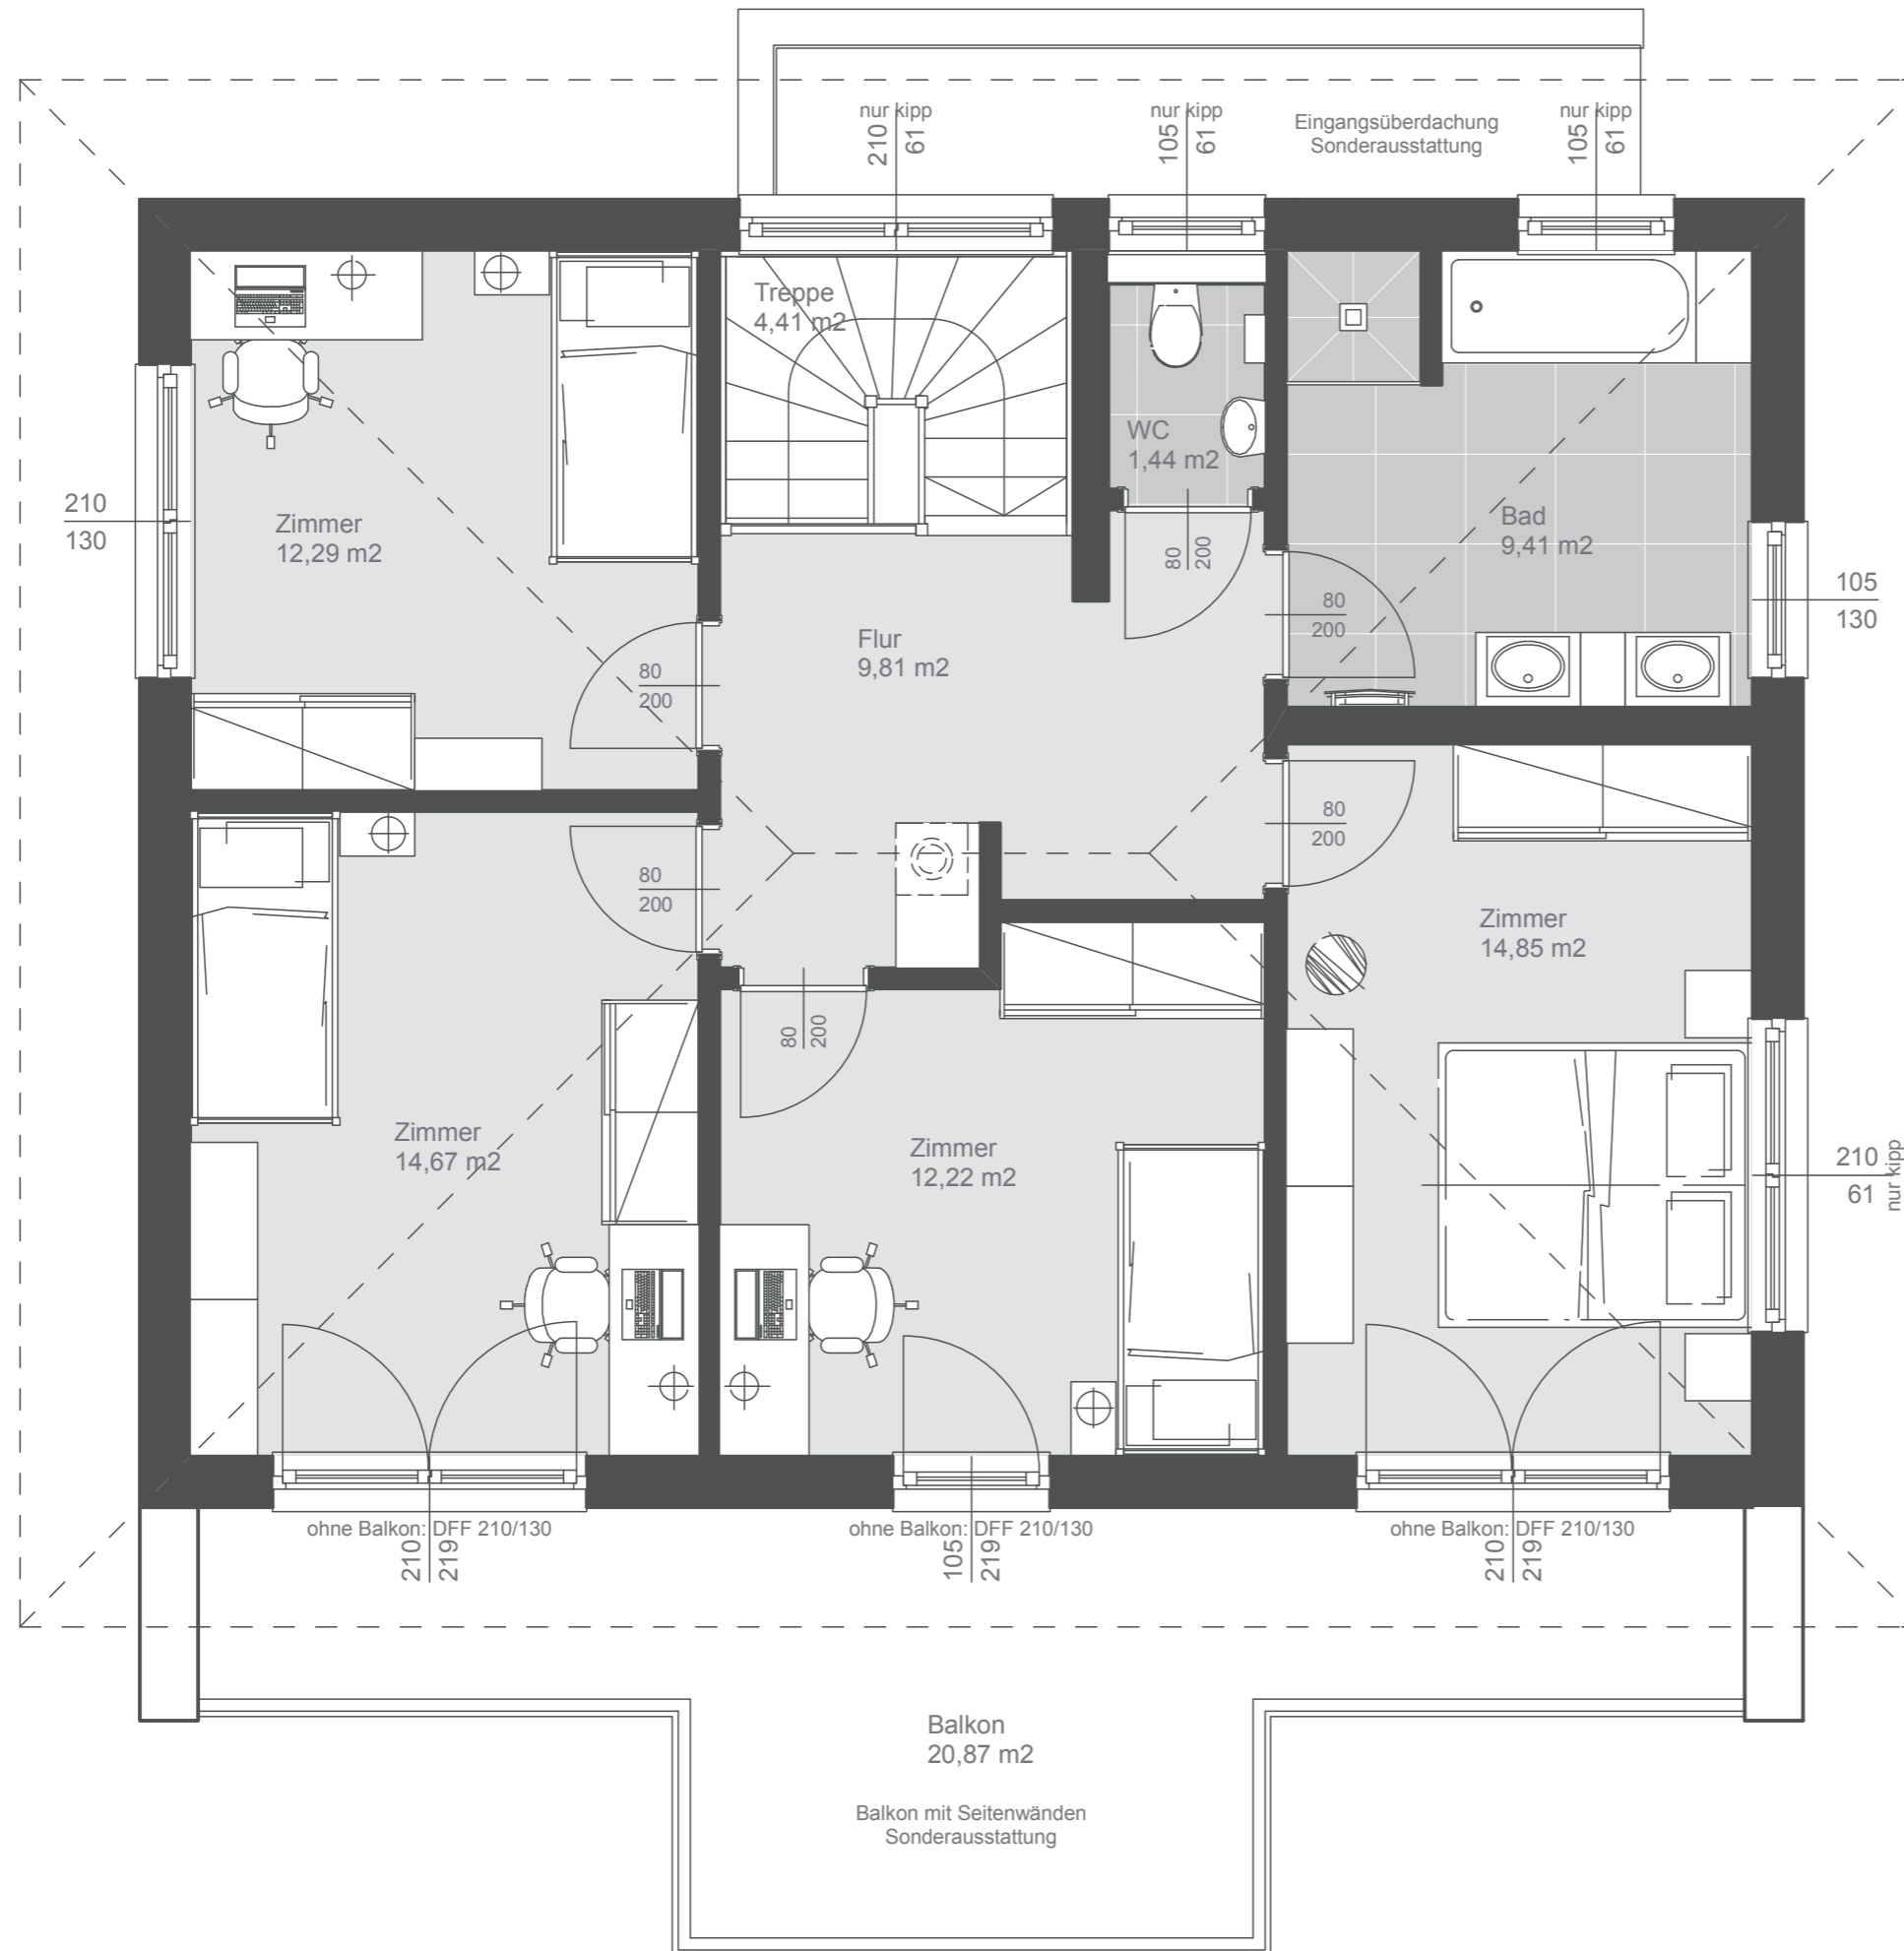 nur kipp
210
61
nur kipp
105
61
Eingangsüberdachung
Sonderausstattung
nur kipp
105
61
Treppe
4,41 m2
WC
1,44 m2
210
130
Zimmer
12,29 m2
Bad
9,41 m2
80
200
105
130
80
200
Flur
9,81 m2
80
200
80
200
80
200
Zimmer
14,85 m2
80
200
Zimmer
14,67 m2
Zimmer
12,22 m2
210
61
nur kipp
ohne Balkon: DFF 210/130
210
219
ohne Balkon: DFF 210/130
105
219
ohne Balkon: DFF 210/130
210
219
Balkon
20,87 m2
Balkon mit Seitenwänden
Sonderausstattung